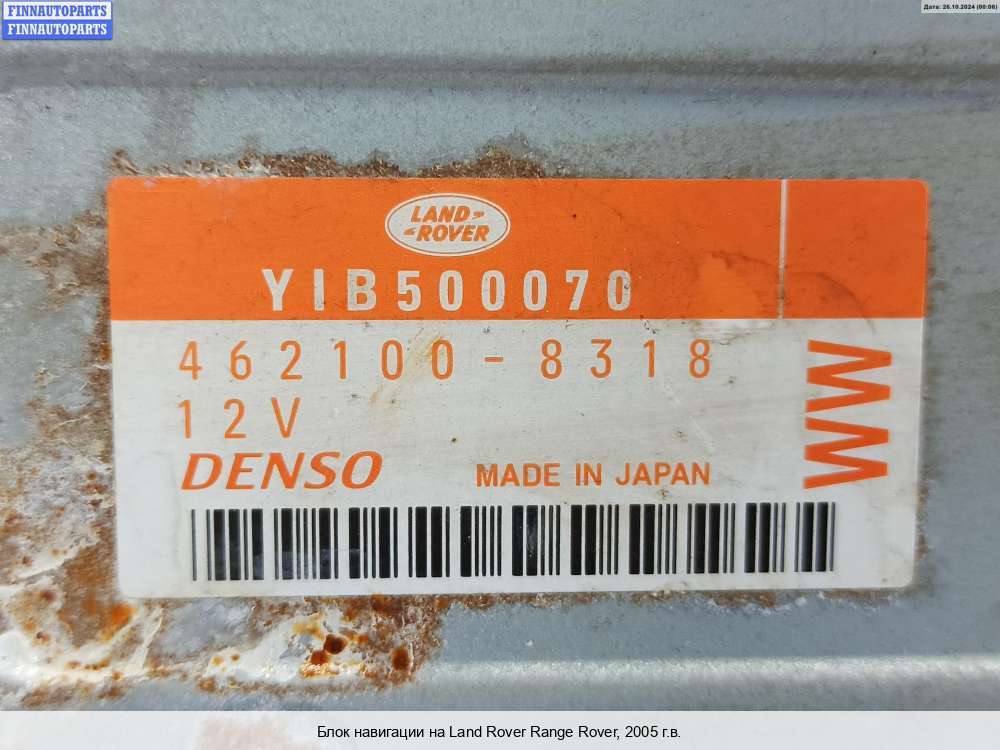 FINNAUTOPARTS
FINNAUTOPARTS
Дата: 26.10.2024 (00:06)
LAND-
-ROVER
YIB500070
462100-8318
12V
WW
DENSO
MADE IN JAPAN
Блок навигации на Land Rover Range Rover, 2005 г.в.